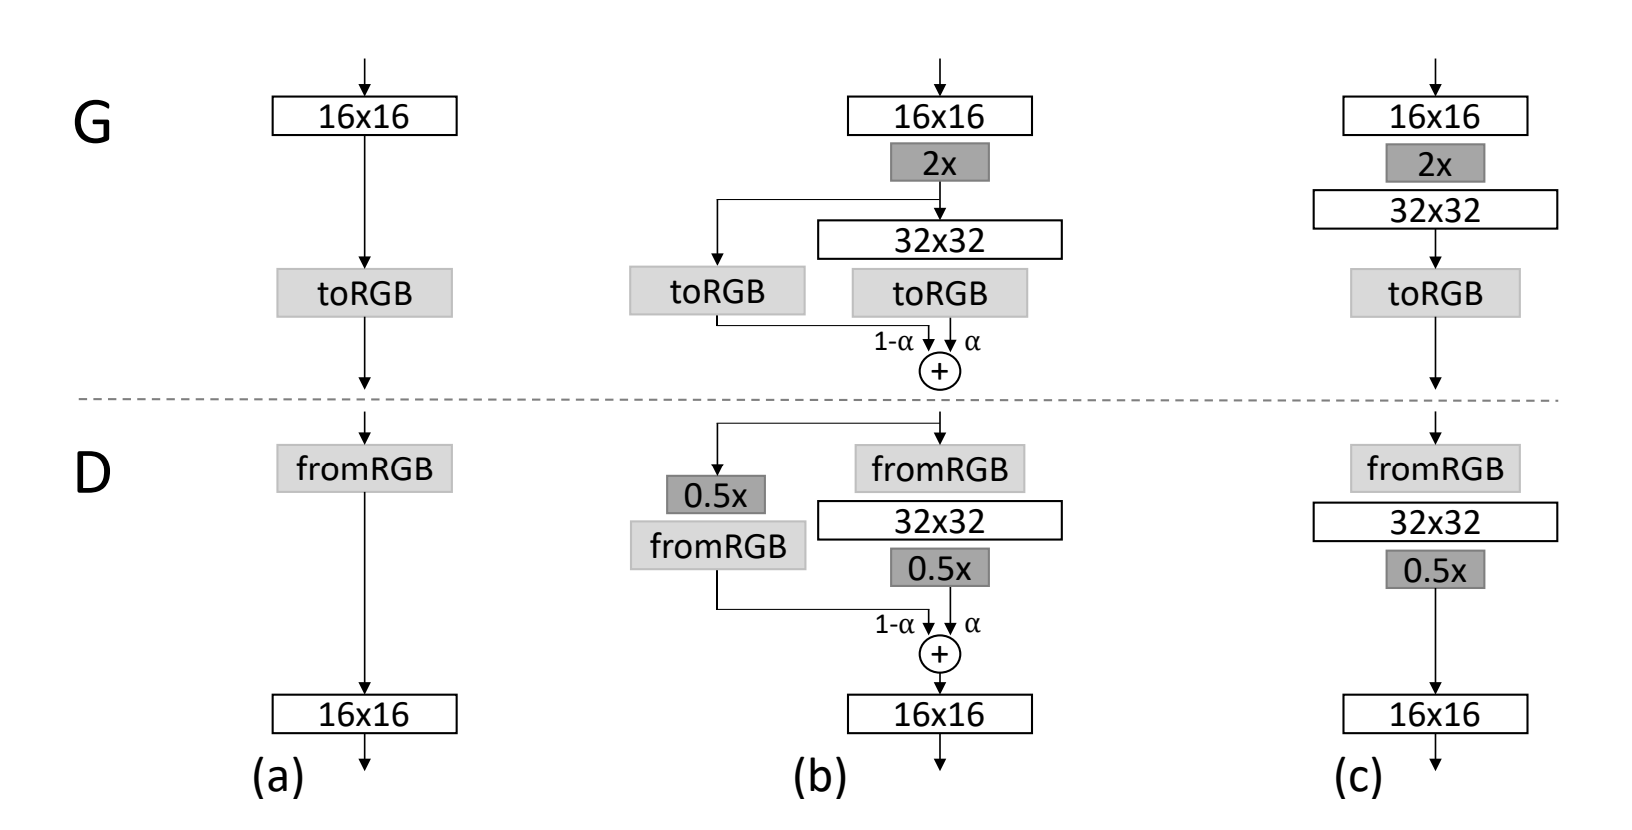 G
16x16
toRGB
16x16
2x
32x32
toRGB
toRGB
1-α
α
+
16x16
2x
32x32
toRGB
D
fromRGB
16x16
(a)
fromRGB
0.5x
32x32
fromRGB
0.5x
1-α
α
+
16x16
(b)
fromRGB
32x32
0.5x
16x16
(c)